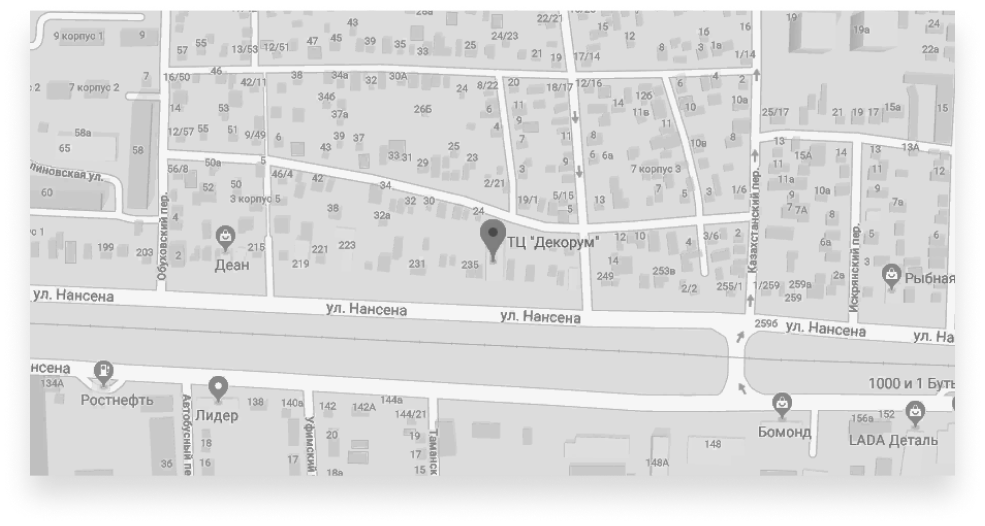 22/21
19
43
15
16
24
9 корпус 1
9
24/23
12
16
19а
57
55
13/53
12/51
47
45
39
35
33
25
21
19
17/14
8
3
1а
1/14
22а
7
16/50
46
42/11
38
34а
32
30А
24
8/22
20
18/17
12/16
6
4
2
2
7 корпус 2
14
53
34б
37а
26Б
6
11
9
14
12б
11в
10
10а
25/17
21
19
17
15а
15
58а
65
58
12/57
55
51
9/49
6
39
37
43
4
7
11
8
8
10в
2
13
13
13А
33
31
29
25
23
9
6
6а
15А
11
линовская ул.
50а
5
56/8
46/4
42
34
3
7 корпус 3
11а
9
12
60
52
50
3 корпус 5
2/21
19/1
5/15
5
13
7
5
3
1/6
9
10а
11
7
7А
7а
Обуховский пер.
4
2
38
32а
32
30
24
Казахстанский пер.
8
9
ус 1
199
203
215
221
223
219
231
235
ТЦ "Декорум"
12
10
4
3/6
2
6а
5
6
Деан
249
14
253в
2/2
255/1
1/259
259а
259
2а
3
2
Искрянский пер.
Рыбная
ул. Нансена
ул. Нансена
ул. Нансена
259б
ул. Нансена
ул. На
нсена
134А
Ростнефть
Лидер
138
140а
142
142А
144а
144/21
1000 и 1 Буть
Бомонд
156а
152
LADA Деталь
Автобусный пе
Уфимский
Таманск
18
20
19
17
15
148
148А
36
16
17
18а